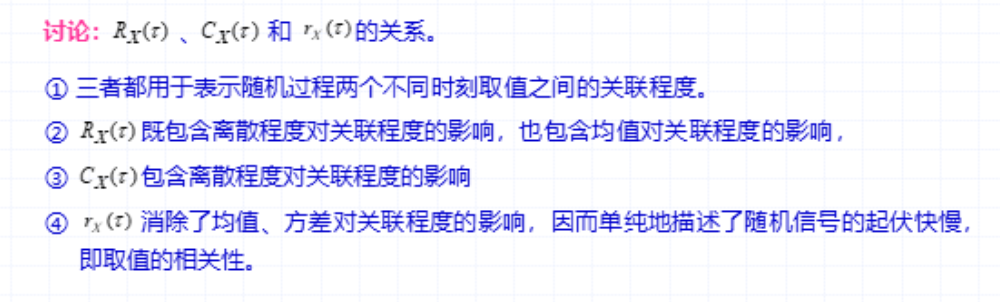 讨论：R_X(τ)、C_X(τ) 和 r_X(τ)的关系。
① 三者都用于表示随机过程两个不同时刻取值之间的关联程度。
② R_X(τ)既包含离散程度对关联程度的影响，也包含均值对关联程度的影响，
③ C_X(τ)包含离散程度对关联程度的影响
④ r_X(τ) 消除了均值、方差对关联程度的影响，因而单纯地描述了随机信号的起伏快慢，
即取值的相关性。